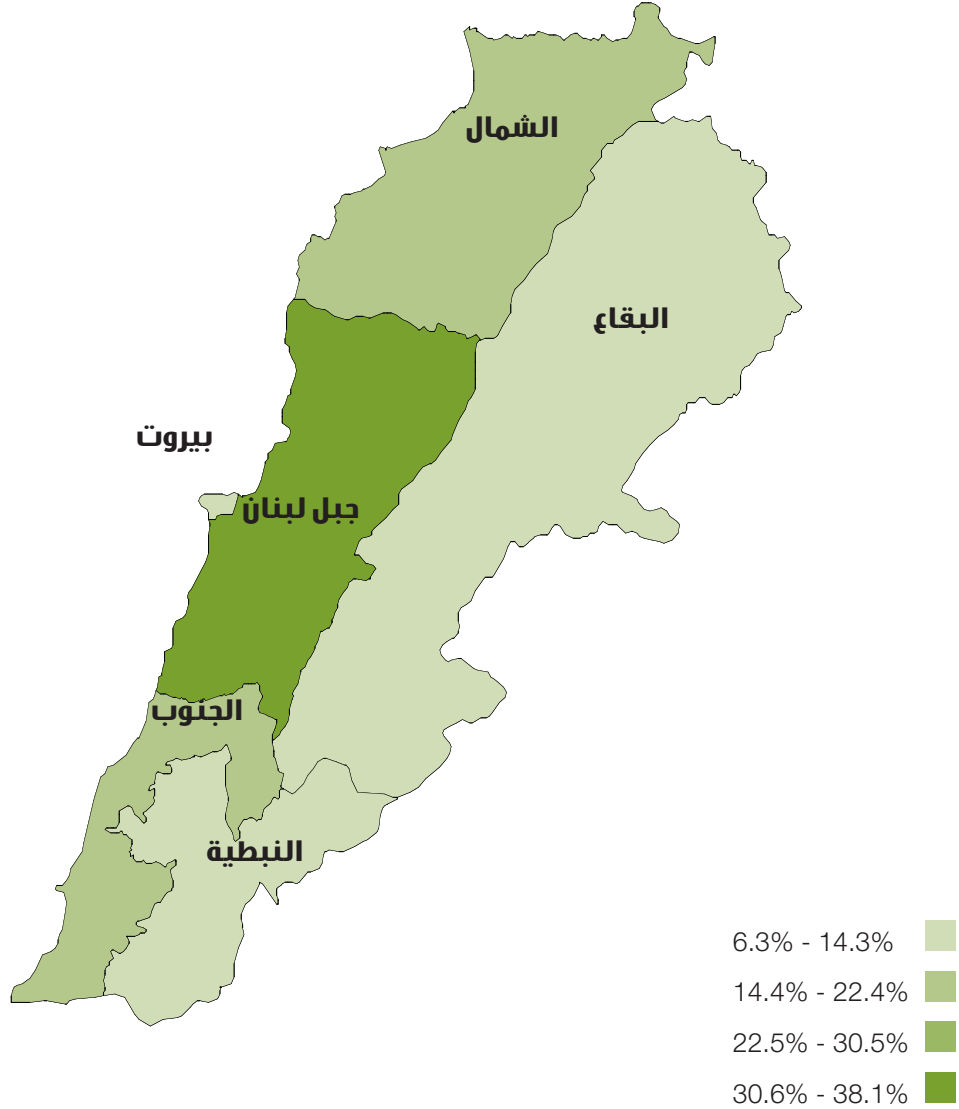 الشمال
البقاع
بيروت
جبل لبنان
الجنوب
النبطية
6.3% - 14.3%
14.4% - 22.4%
22.5% - 30.5%
30.6% - 38.1%